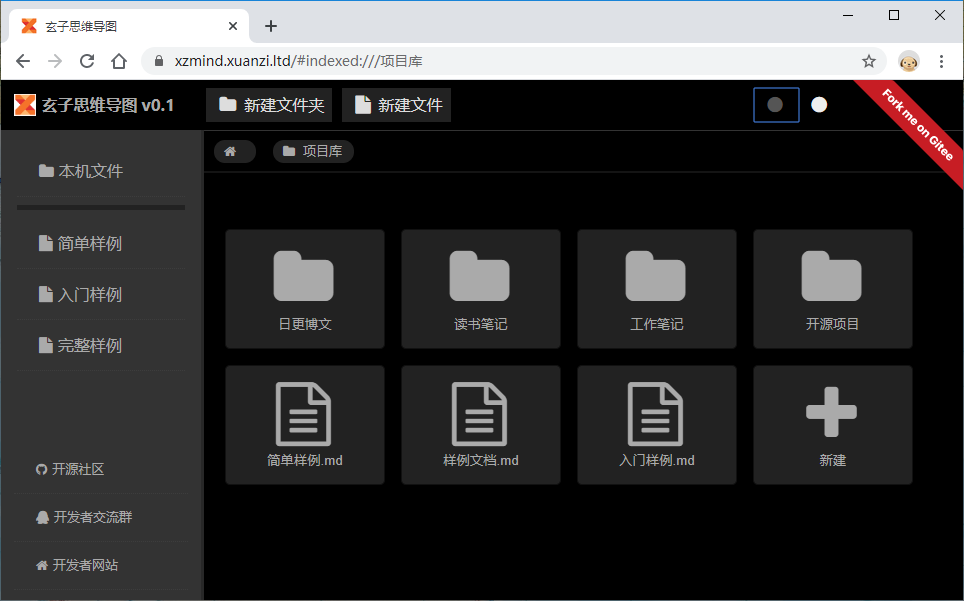 玄子思维导图
xzmind.xuanzi.ltd/#indexed:///项目库
玄子思维导图 v0.1
新建文件夹
新建文件
Fork me on Gitee
本机文件
简单样例
入门样例
完整样例
开源社区
开发者交流群
开发者网站
项目库
日更博文
读书笔记
工作笔记
开源项目
简单样例.md
样例文档.md
入门样例.md
新建